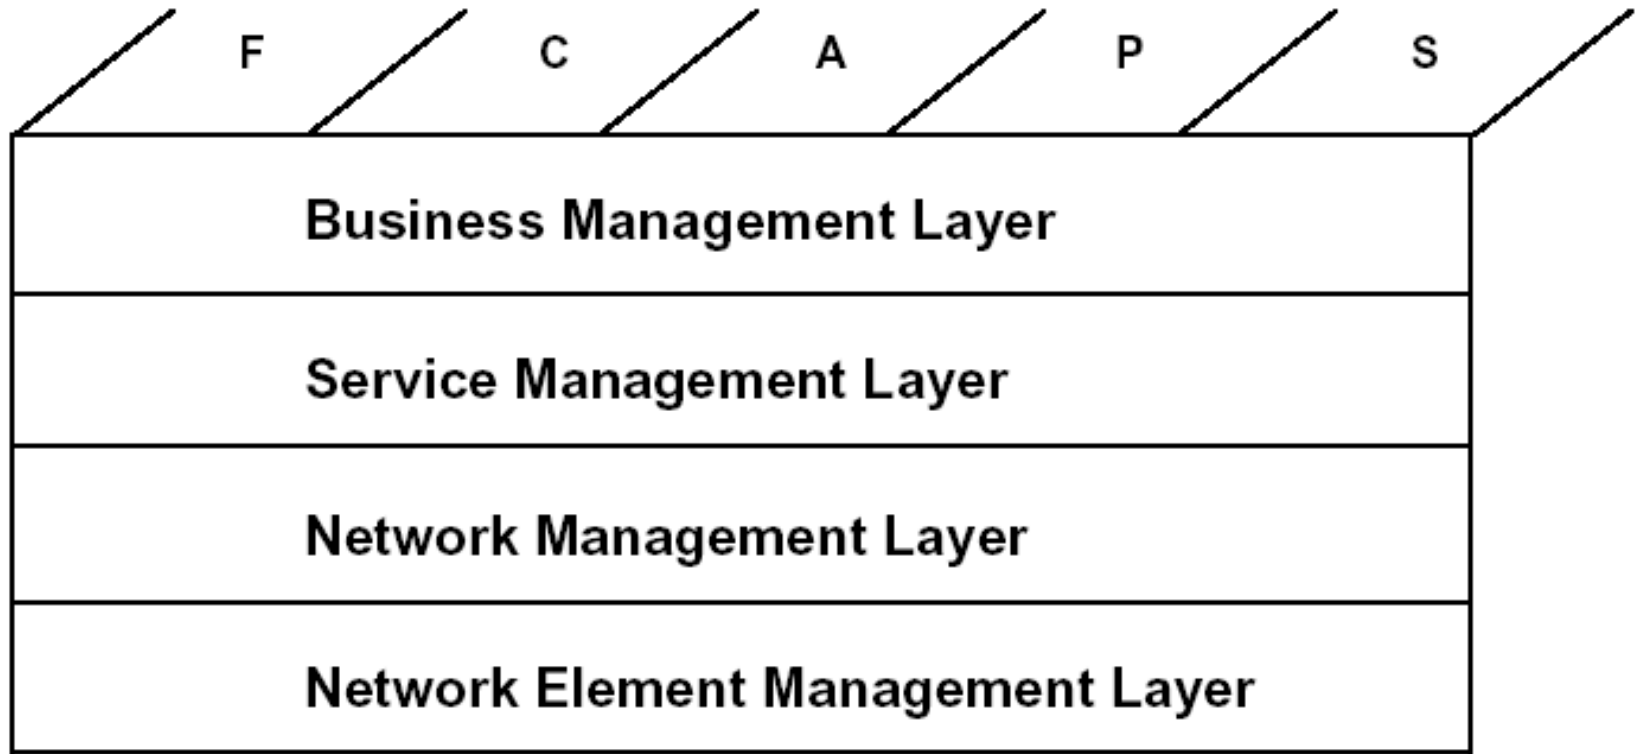 F C A P S
Business Management Layer
Service Management Layer
Network Management Layer
Network Element Management Layer